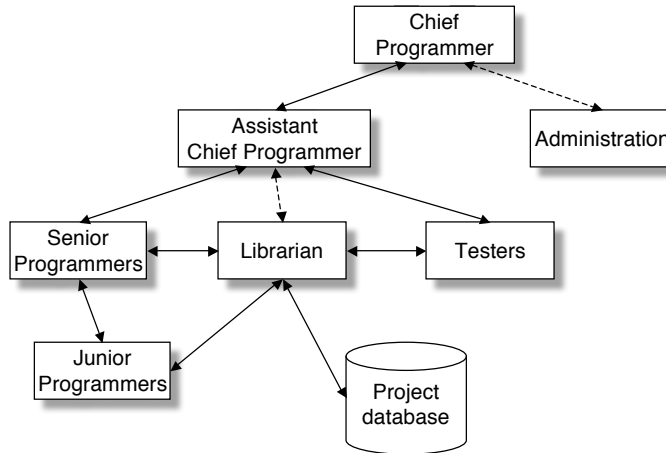 Chief
Programmer
Assistant
Chief Programmer
Administration
Senior
Programmers
Librarian
Testers
Junior
Programmers
Project
database